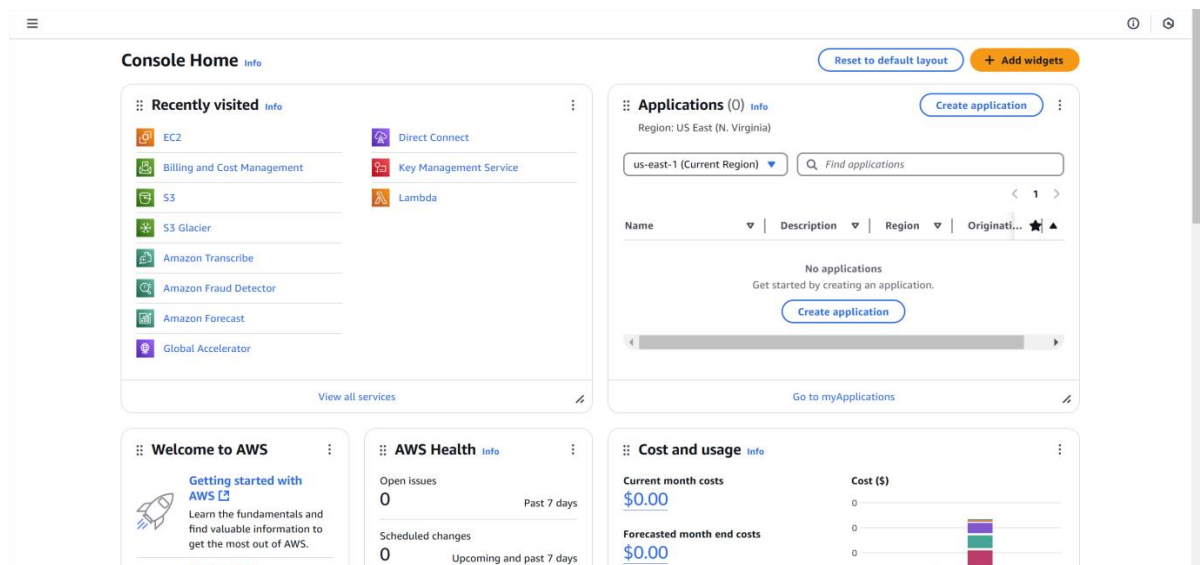 Console Home Info
Reset to default layout
+ Add widgets
Recently visited Info
EC2
Billing and Cost Management
S3
S3 Glacier
Amazon Transcribe
Amazon Fraud Detector
Amazon Forecast
Global Accelerator
Direct Connect
Key Management Service
Lambda
View all services
Applications (0) Info
Create application
Region: US East (N. Virginia)
us-east-1 (Current Region)
Find applications
1
Name Description Region Originati...
No applications
Get started by creating an application.
Create application
Go to myApplications
Welcome to AWS
Getting started with
AWS
Learn the fundamentals and
find valuable information to
get the most out of AWS.
AWS Health Info
Open issues
0 Past 7 days
Scheduled changes
0 Upcoming and past 7 days
Cost and usage Info
Current month costs
$0.00
Forecasted month end costs
$0.00
Cost ($)
0
0
0